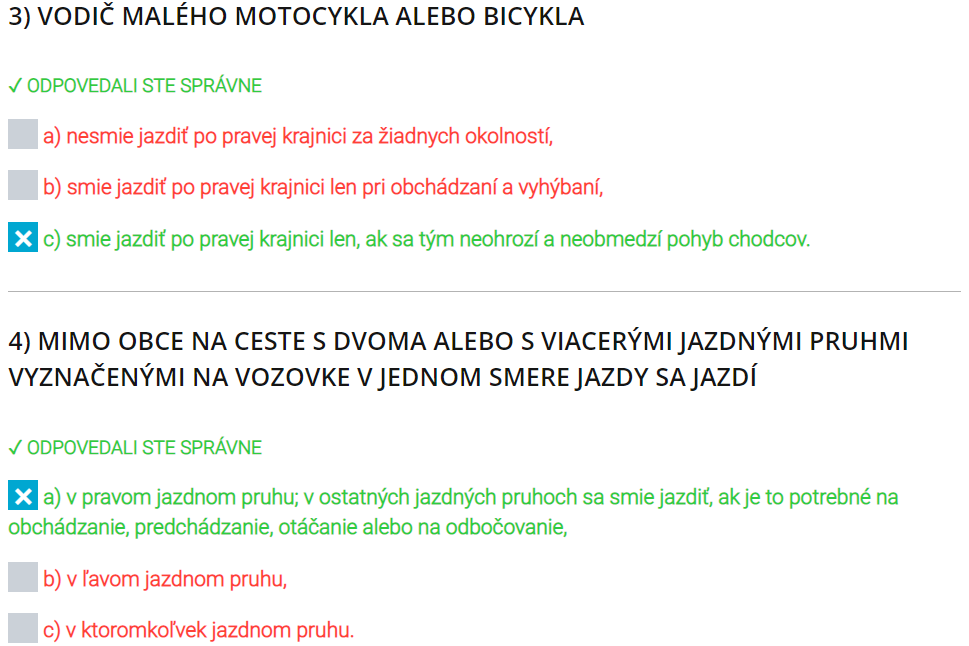 3) VODIČ MALÉHO MOTOCYKLA ALEBO BICYKLA
✓ ODPOVEDALI STE SPRÁVNE
a) nesmie jazdiť po pravej krajnici za žiadnych okolností,
b) smie jazdiť po pravej krajnici len pri obchádzaní a vyhýbaní,
c) smie jazdiť po pravej krajnici len, ak sa tým neohrozí a neobmedzí pohyb chodcov.
4) MIMO OBCE NA CESTE S DVOMA ALEBO S VIACERÝMI JAZDNÝMI PRUHMI
VYZNAČENÝMI NA VOZOVKE V JEDNOM SMERE JAZDY SA JAZDÍ
✓ ODPOVEDALI STE SPRÁVNE
a) v pravom jazdnom pruhu; v ostatných jazdných pruhoch sa smie jazdiť, ak je to potrebné na
obchádzanie, predchádzanie, otáčanie alebo na odbočovanie,
b) v ľavom jazdnom pruhu,
c) v ktoromkoľvek jazdnom pruhu.